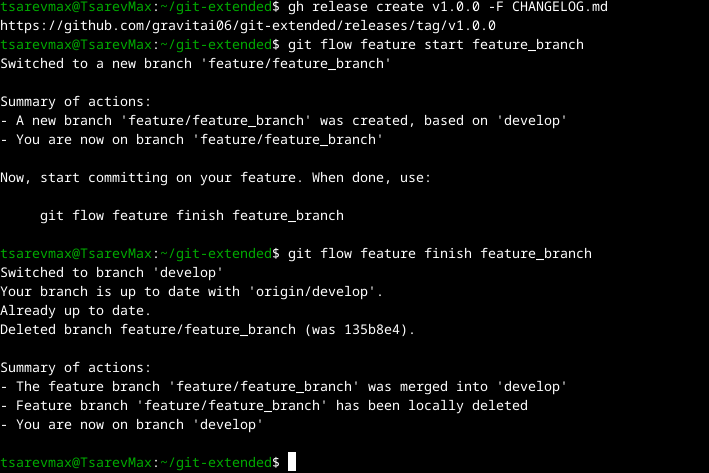 tsarevmax@TsarevMax:~/git-extended$ gh release create v1.0.0 -F CHANGELOG.md
https://github.com/gravitai06/git-extended/releases/tag/v1.0.0
tsarevmax@TsarevMax:~/git-extended$ git flow feature start feature_branch
Switched to a new branch 'feature/feature_branch'

Summary of actions:
- A new branch 'feature/feature_branch' was created, based on 'develop'
- You are now on branch 'feature/feature_branch'

Now, start committing on your feature. When done, use:

     git flow feature finish feature_branch

tsarevmax@TsarevMax:~/git-extended$ git flow feature finish feature_branch
Switched to branch 'develop'
Your branch is up to date with 'origin/develop'.
Already up to date.
Deleted branch feature/feature_branch (was 135b8e4).

Summary of actions:
- The feature branch 'feature/feature_branch' was merged into 'develop'
- Feature branch 'feature/feature_branch' has been locally deleted
- You are now on branch 'develop'

tsarevmax@TsarevMax:~/git-extended$